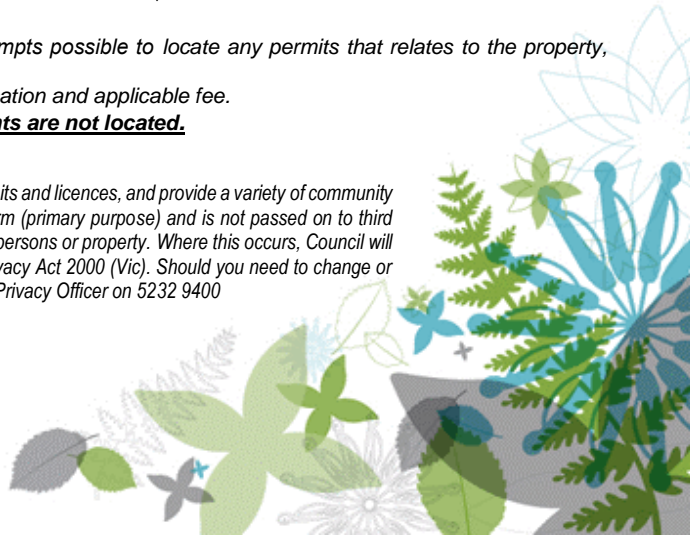 mpts possible to locate any permits that relates to the property,
ation and applicable fee.
nts are not located.
its and licences, and provide a variety of community
rm (primary purpose) and is not passed on to third
persons or property. Where this occurs, Council will
vacy Act 2000 (Vic). Should you need to change or
Privacy Officer on 5232 9400